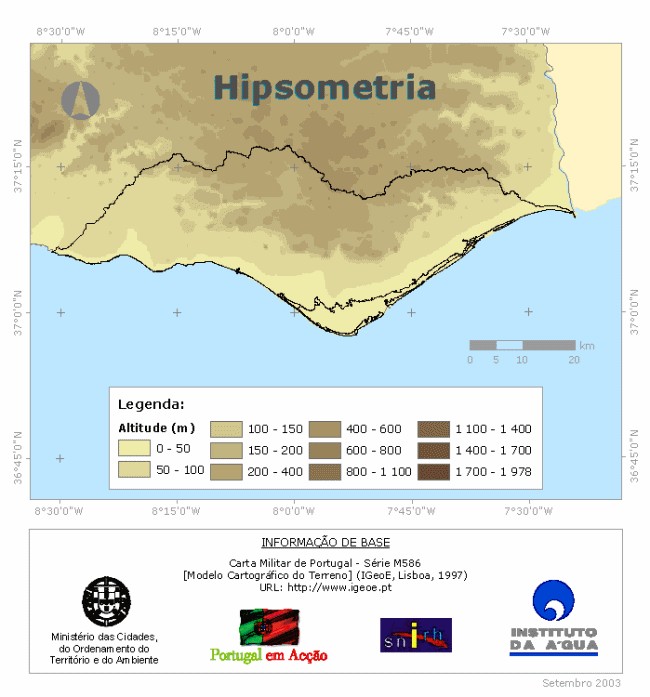 8°30'0"W 8°15'0"W 8°0'0"W 7°45'0"W 7°30'0"W
Hipsometria
37°15'0"N 37°15'0"N
37°0'0"N 37°0'0"N
km
0 5 10 20
Legenda:
Altitude (m)
0 - 50
50 - 100
100 - 150
150 - 200
200 - 400
400 - 600
600 - 800
800 - 1 100
1 100 - 1 400
1 400 - 1 700
1 700 - 1 978
36°45'0"N 36°45'0"N
8°30'0"W 8°15'0"W 8°0'0"W 7°45'0"W 7°30'0"W
INFORMAÇÃO DE BASE
Carta Militar de Portugal - Série M586
[Modelo Cartográfico do Terreno] (IGeoE, Lisboa, 1997)
URL: http://www.igeoe.pt
Ministério das Cidades,
do Ordenamento do
Território e do Ambiente
Portugal em Acção
snirh
INSTITUTO
DA ÁGUA
Setembro 2003